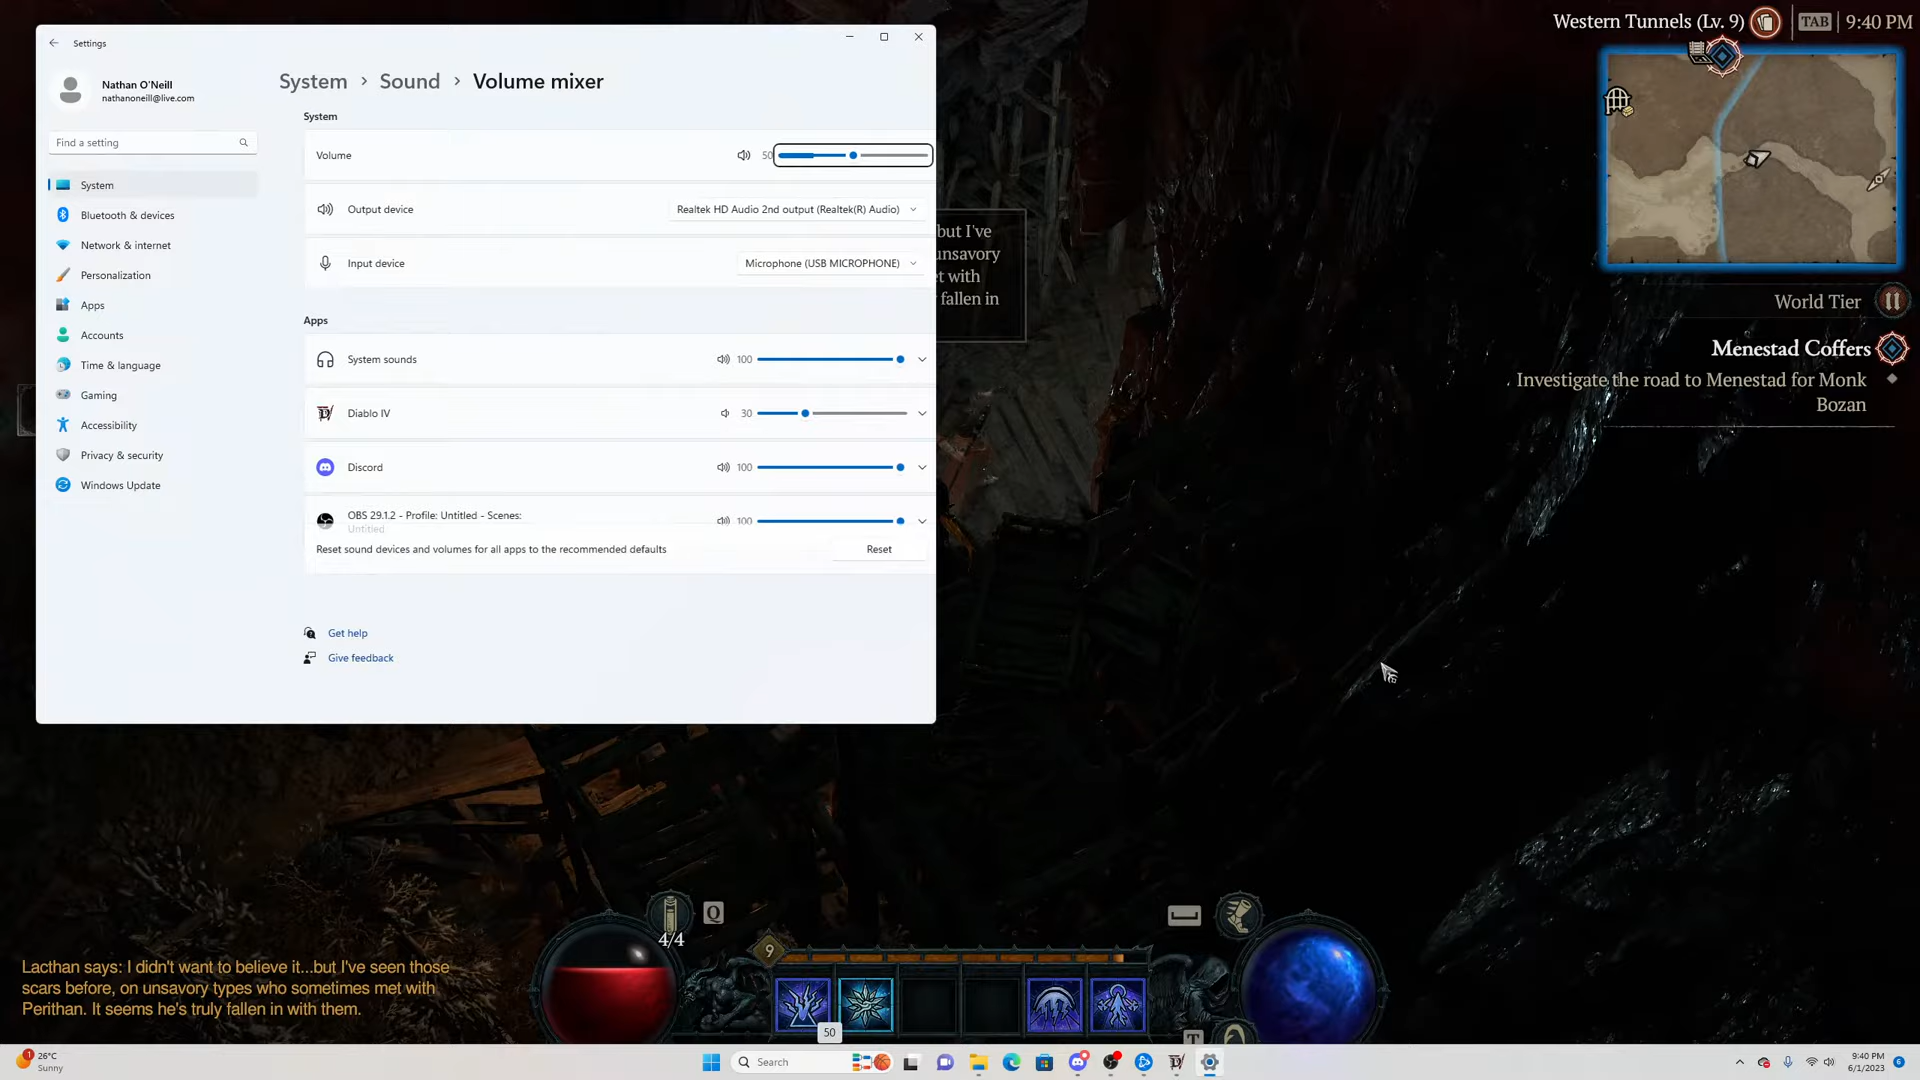 Settings
Nathan O'Neill
nathanoneill@live.com
Find a setting
System
Bluetooth & devices
Network & internet
Personalization
Apps
Accounts
Time & language
Gaming
Accessibility
Privacy & security
Windows Update
System > Sound > Volume mixer
System
Volume
50
Output device
Realtek HD Audio 2nd output (Realtek(R) Audio)
Input device
Microphone (USB MICROPHONE)
Apps
System sounds
100
Diablo IV
30
Discord
100
OBS 29.1.2 - Profile: Untitled - Scenes:
Untitled
100
Reset sound devices and volumes for all apps to the recommended defaults
Reset
Get help
Give feedback
but I've
unsavory
t with
fallen in
Western Tunnels (Lv. 9)
TAB
9:40 PM
World Tier
Menestad Coffers
Investigate the road to Menestad for Monk
Bozan
Lacthan says: I didn't want to believe it...but I've seen those
scars before, on unsavory types who sometimes met with
Perithan. It seems he's truly fallen in with them.
4/4
Q
9
50
T
1
26°C
Sunny
Search
9:40 PM
6/1/2023
6